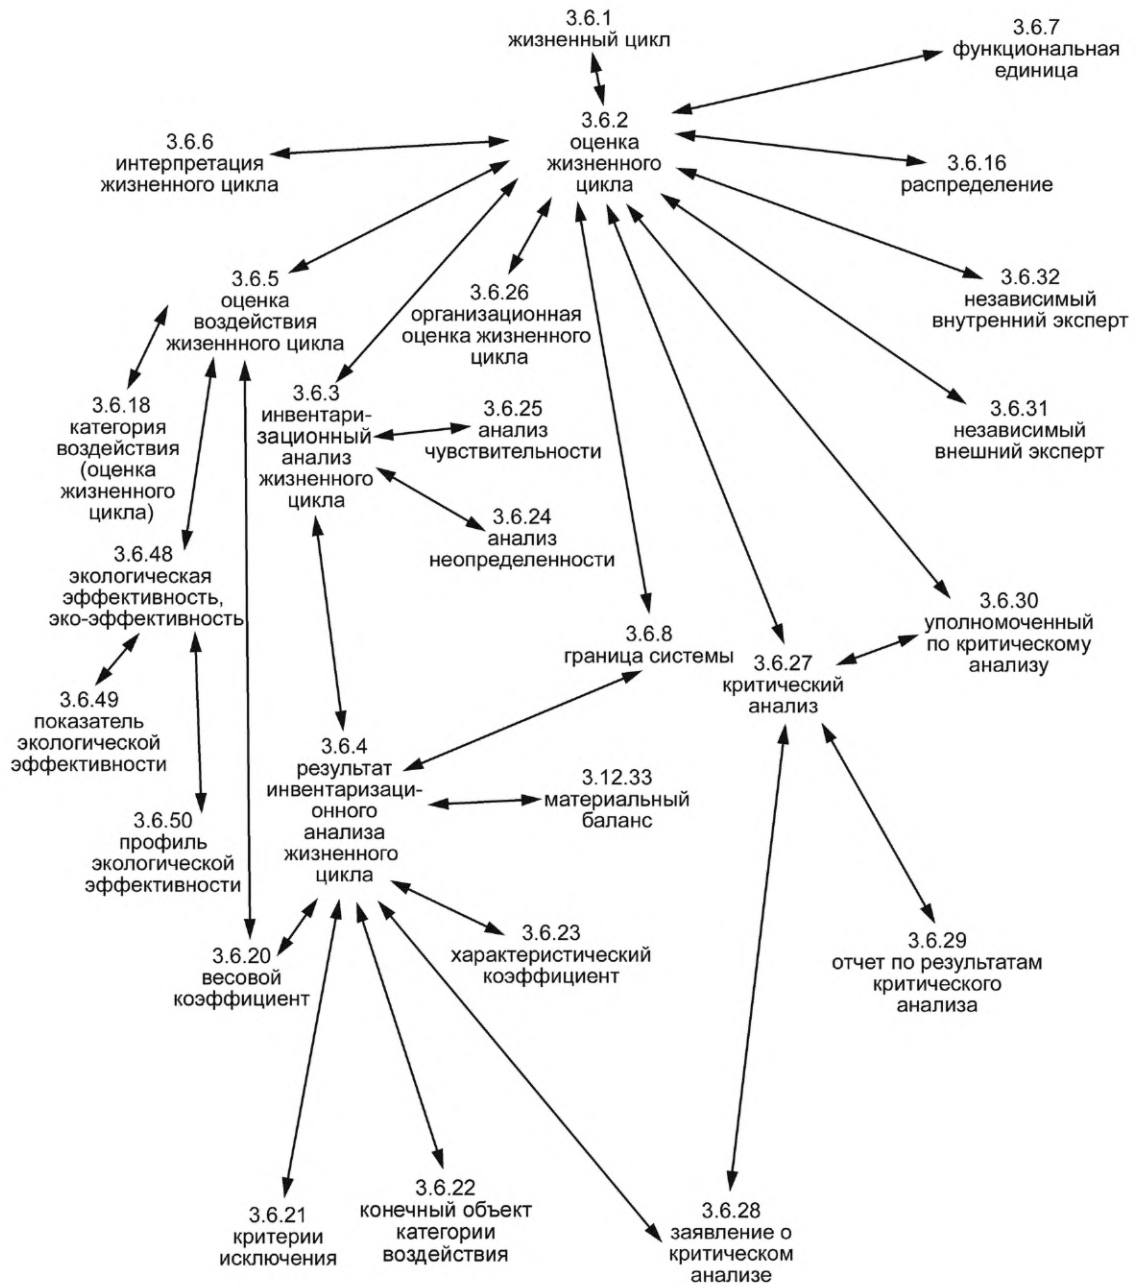 3.6.1
жизненный цикл
3.6.7
функциональная
единица
3.6.2
оценка
жизненного
цикла
3.6.6
интерпретация
жизненного цикла
3.6.16
распределение
3.6.5
оценка
воздействия
жизеннного цикла
3.6.26
организационная
оценка жизненного
цикла
3.6.32
независимый
внутренний эксперт
3.6.18
категория
воздействия
(оценка
жизненного
цикла)
3.6.3
инвентари-
зационный
анализ
жизненного
цикла
3.6.25
анализ
чувствительности
3.6.31
независимый
внешний эксперт
3.6.24
анализ
неопределенности
3.6.48
экологическая
эффективность,
эко-эффективность
3.6.8
граница системы
3.6.27
критический
анализ
3.6.30
уполномоченный
по критическому
анализу
3.6.49
показатель
экологической
эффективности
3.6.4
результат
инвентаризаци-
онного
анализа
жизненного
цикла
3.12.33
материальный
баланс
3.6.50
профиль
экологической
эффективности
3.6.20
весовой
коэффициент
3.6.23
характеристический
коэффициент
3.6.29
отчет по результатам
критического
анализа
3.6.21
критерии
исключения
3.6.22
конечный объект
категории
воздействия
3.6.28
заявление о
критическом
анализе